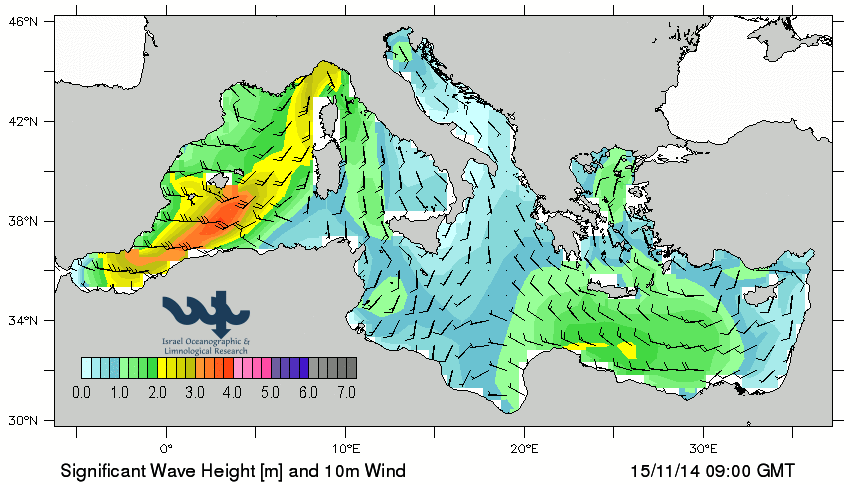 46°N
42°N
38°N
34°N
30°N
Israel Oceanographic &
Limnological Research
0.0 1.0 2.0 3.0 4.0 5.0 6.0 7.0
0° 10°E 20°E 30°E
Significant Wave Height [m] and 10m Wind 15/11/14 09:00 GMT